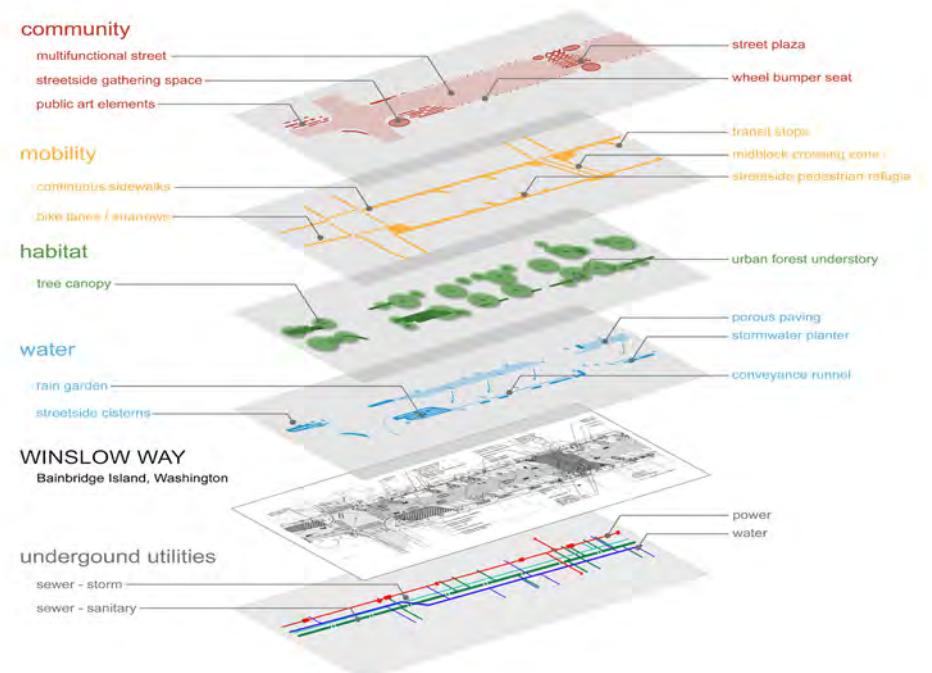 community
multifunctional street
streetside gathering space
public art elements
street plaza
wheel bumper seat
mobility
continuous sidewalks
bike lanes / sharrows
transit stops
midblock crossing zone
streetside pedestrian refugia
habitat
tree canopy
urban forest understory
water
rain garden
streetside cisterns
porous paving
stormwater planter
conveyance runnel
WINSLOW WAY
Bainbridge Island, Washington
undergound utilities
sewer - storm
sewer - sanitary
power
water